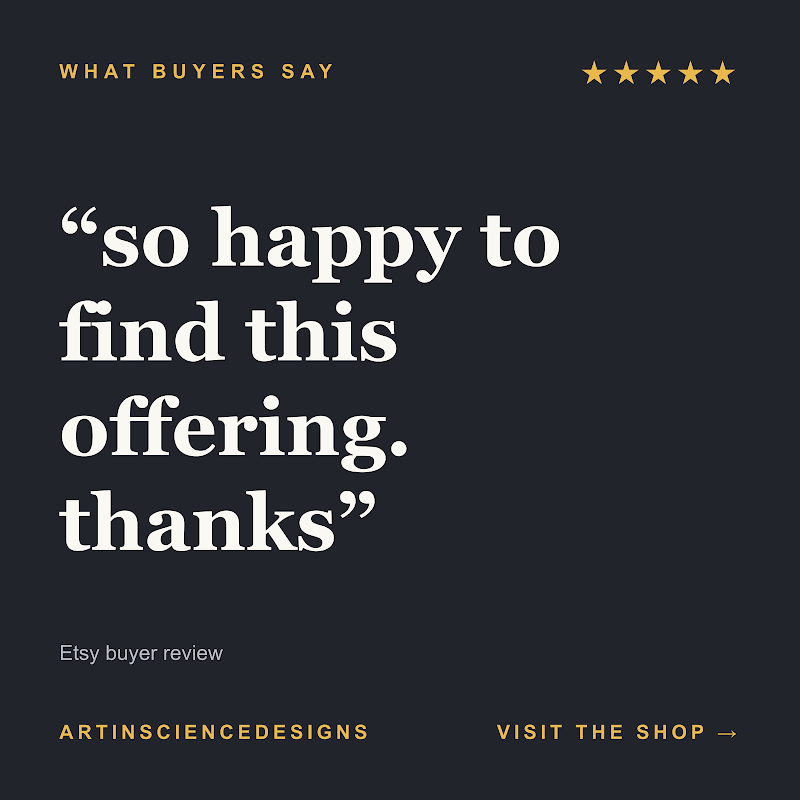 WHAT BUYERS SAY ★★★★★
“so happy to
find this
offering.
thanks”
Etsy buyer review
ARTINSCIENCEDESIGNS VISIT THE SHOP →